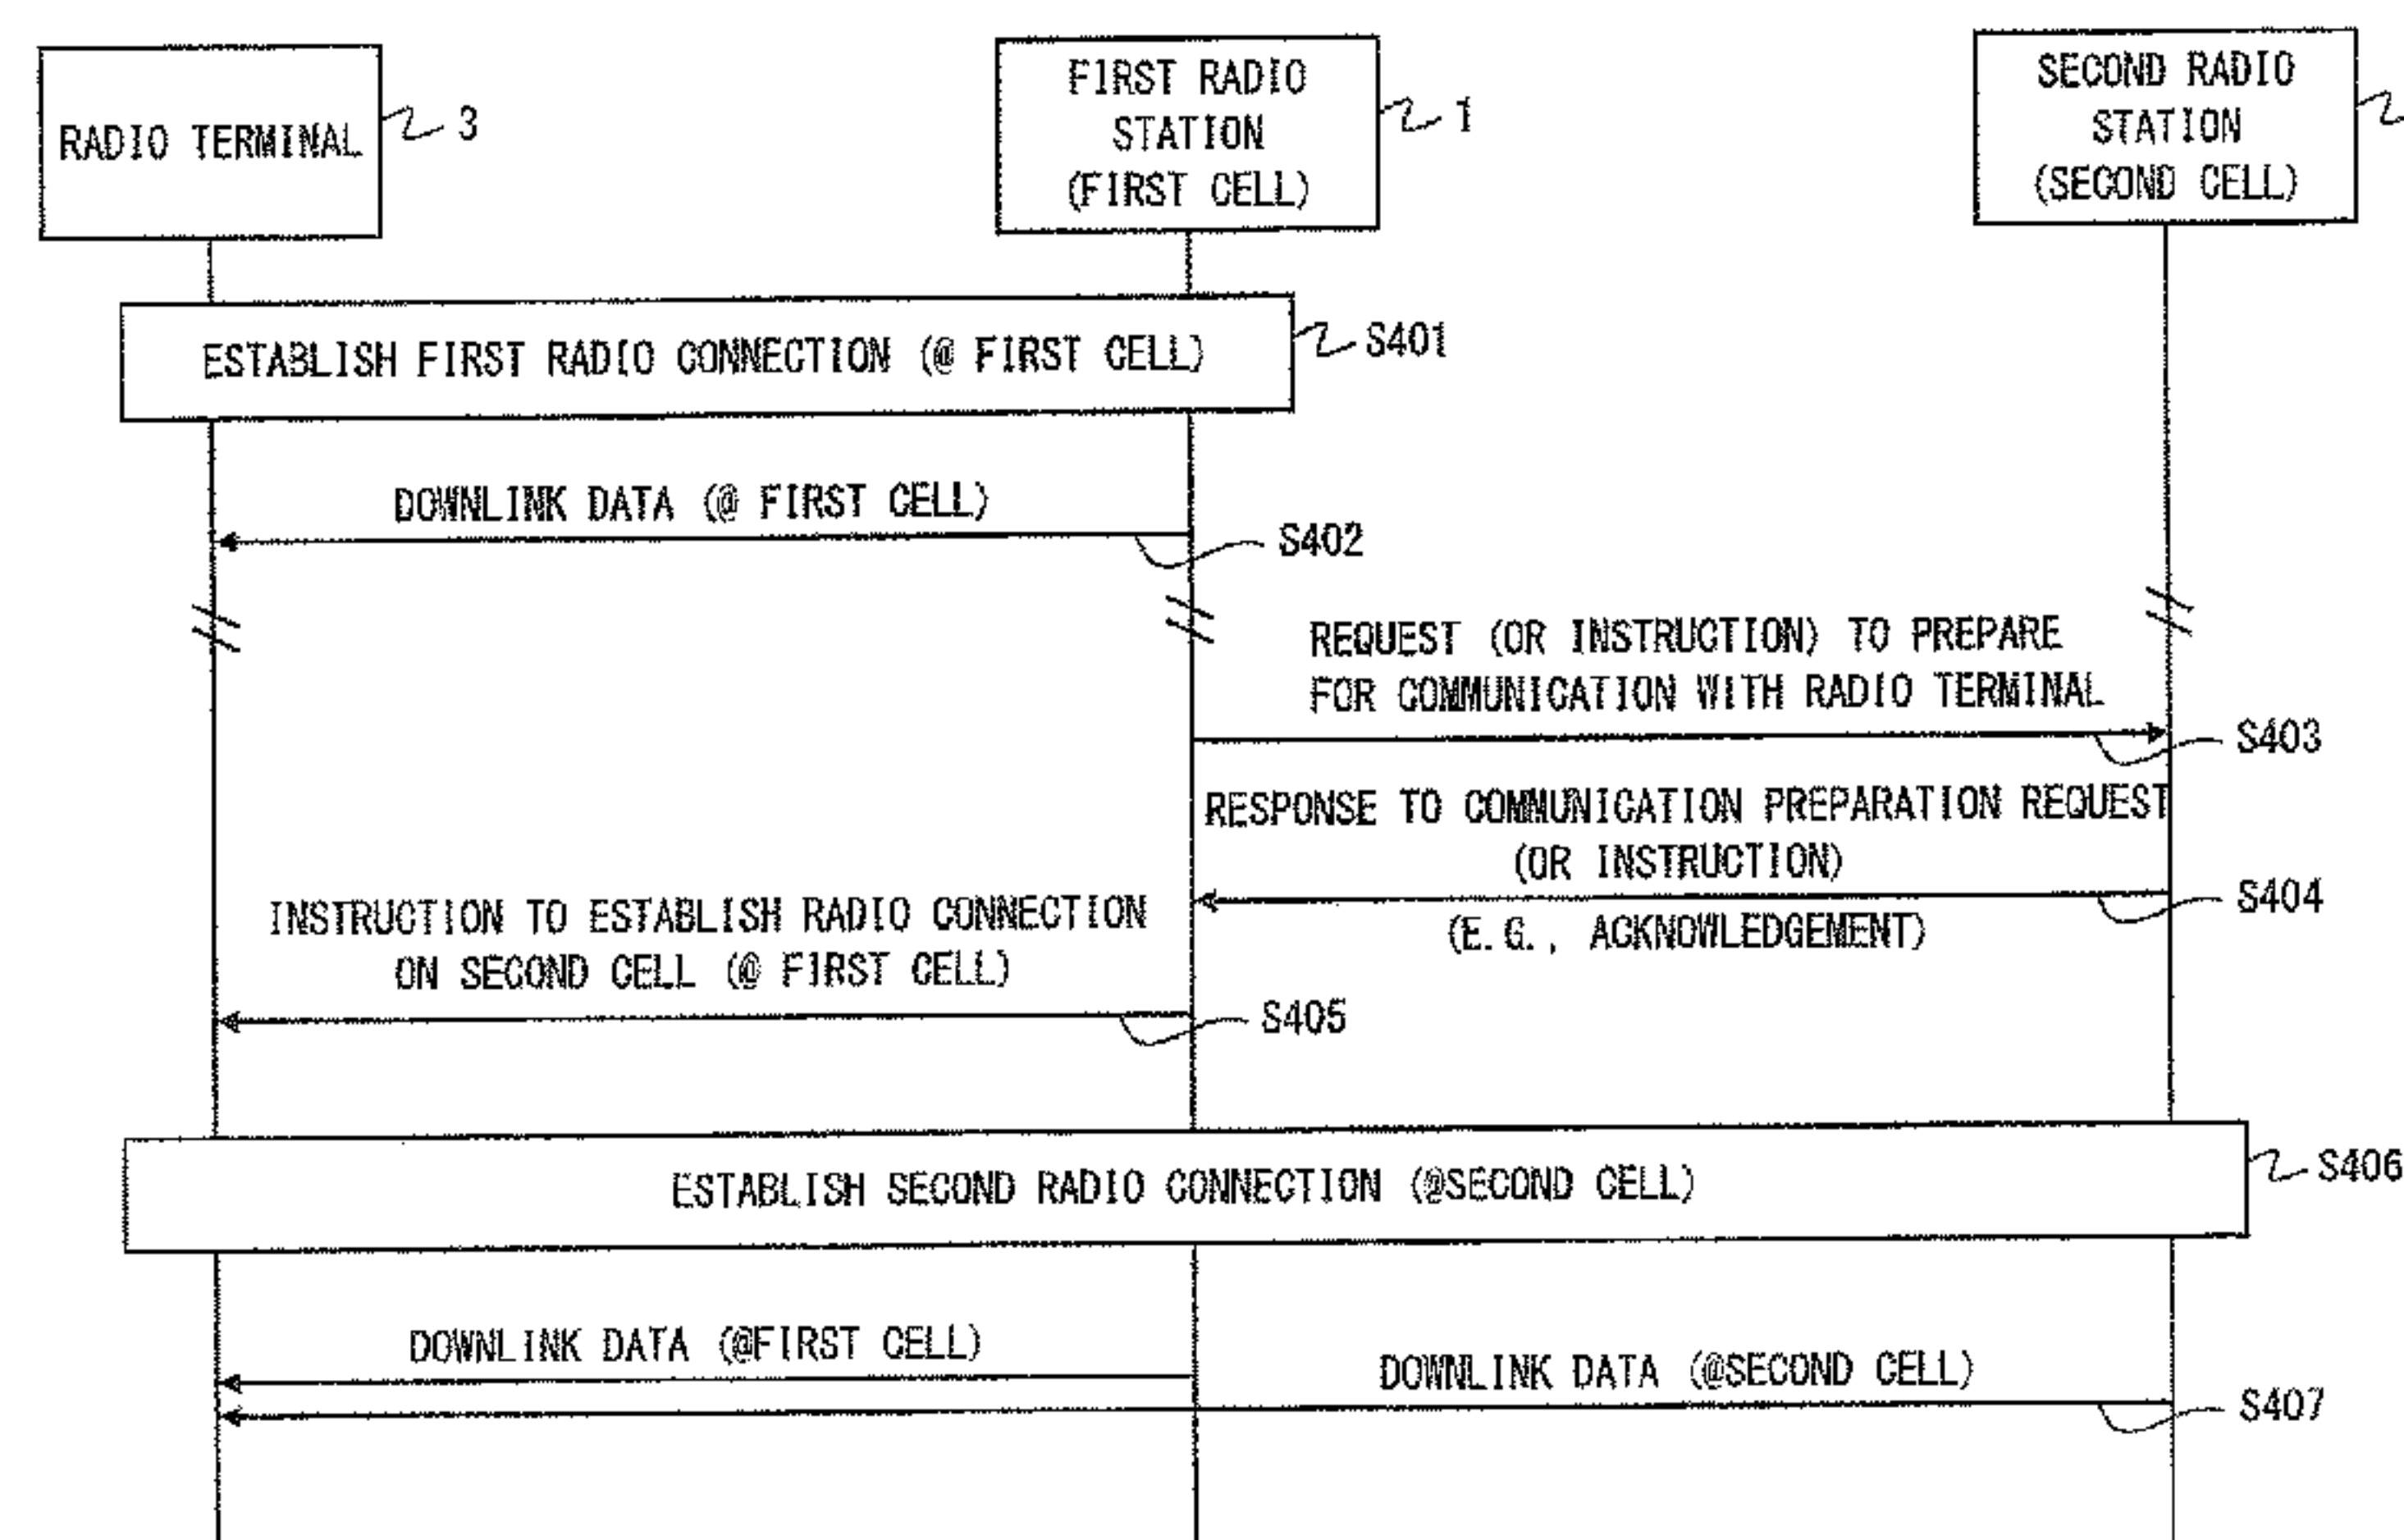 RADIO TERMINAL
3
FIRST RADIO
STATION
(FIRST CELL)
1
SECOND RADIO
STATION
(SECOND CELL)
ESTABLISH FIRST RADIO CONNECTION (@ FIRST CELL)
S401
DOWNLINK DATA (@ FIRST CELL)
S402
REQUEST (OR INSTRUCTION) TO PREPARE
FOR COMMUNICATION WITH RADIO TERMINAL
S403
RESPONSE TO COMMUNICATION PREPARATION REQUEST
(OR INSTRUCTION)
S404
(E.G., ACKNOWLEDGEMENT)
INSTRUCTION TO ESTABLISH RADIO CONNECTION
ON SECOND CELL (@ FIRST CELL)
S405
ESTABLISH SECOND RADIO CONNECTION (@SECOND CELL)
S406
DOWNLINK DATA (@FIRST CELL)
DOWNLINK DATA (@SECOND CELL)
S407